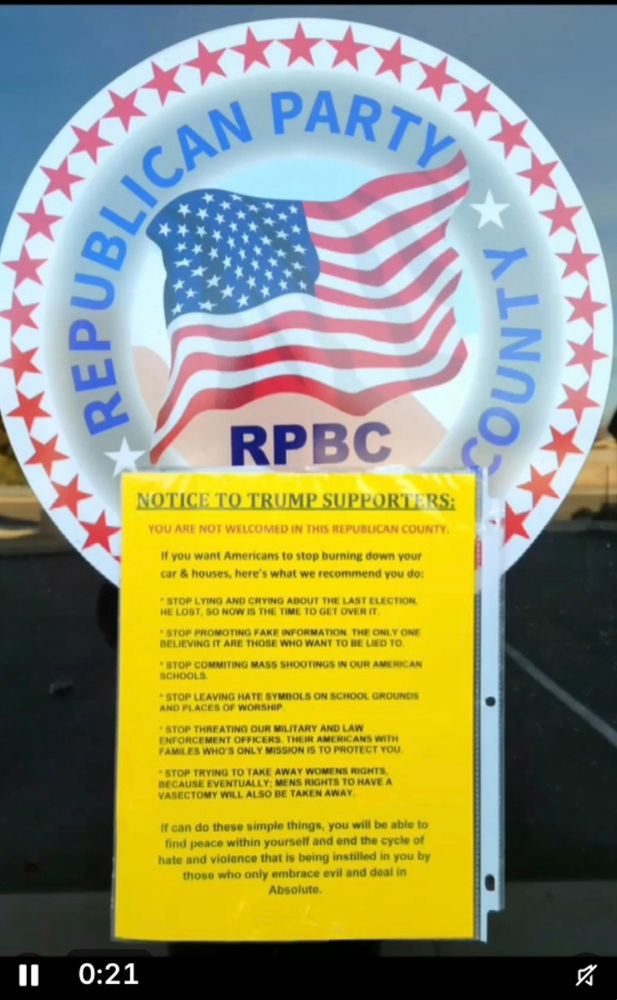 REPUBLICAN PARTY
COUNTY
RPBC
NOTICE TO TRUMP SUPPORTERS:
YOU ARE NOT WELCOMED IN THIS REPUBLICAN COUNTY.
If you want Americans to stop burning down your
car & houses, here's what we recommend you do:
* STOP LYING AND CRYING ABOUT THE LAST ELECTION,
HE LOST, SO NOW IS THE TIME TO GET OVER IT.
* STOP PROMOTING FAKE INFORMATION. THE ONLY ONE
BELIEVING IT ARE THOSE WHO WANT TO BE LIED TO.
* STOP COMMITING MASS SHOOTINGS IN OUR AMERICAN
SCHOOLS.
* STOP LEAVING HATE SYMBOLS ON SCHOOL GROUNDS
AND PLACES OF WORSHIP.
* STOP THREATING OUR MILITARY AND LAW
ENFORCEMENT OFFICERS. THEIR AMERICANS WITH
FAMILES WHO'S ONLY MISSION IS TO PROTECT YOU.
* STOP TRYING TO TAKE AWAY WOMENS RIGHTS,
BECAUSE EVENTUALLY; MENS RIGHTS TO HAVE A
VASECTOMY WILL ALSO BE TAKEN AWAY.
If can do these simple things, you will be able to
find peace within yourself and end the cycle of
hate and violence that is being instilled in you by
those who only embrace evil and deal in
Absolute.
0:21